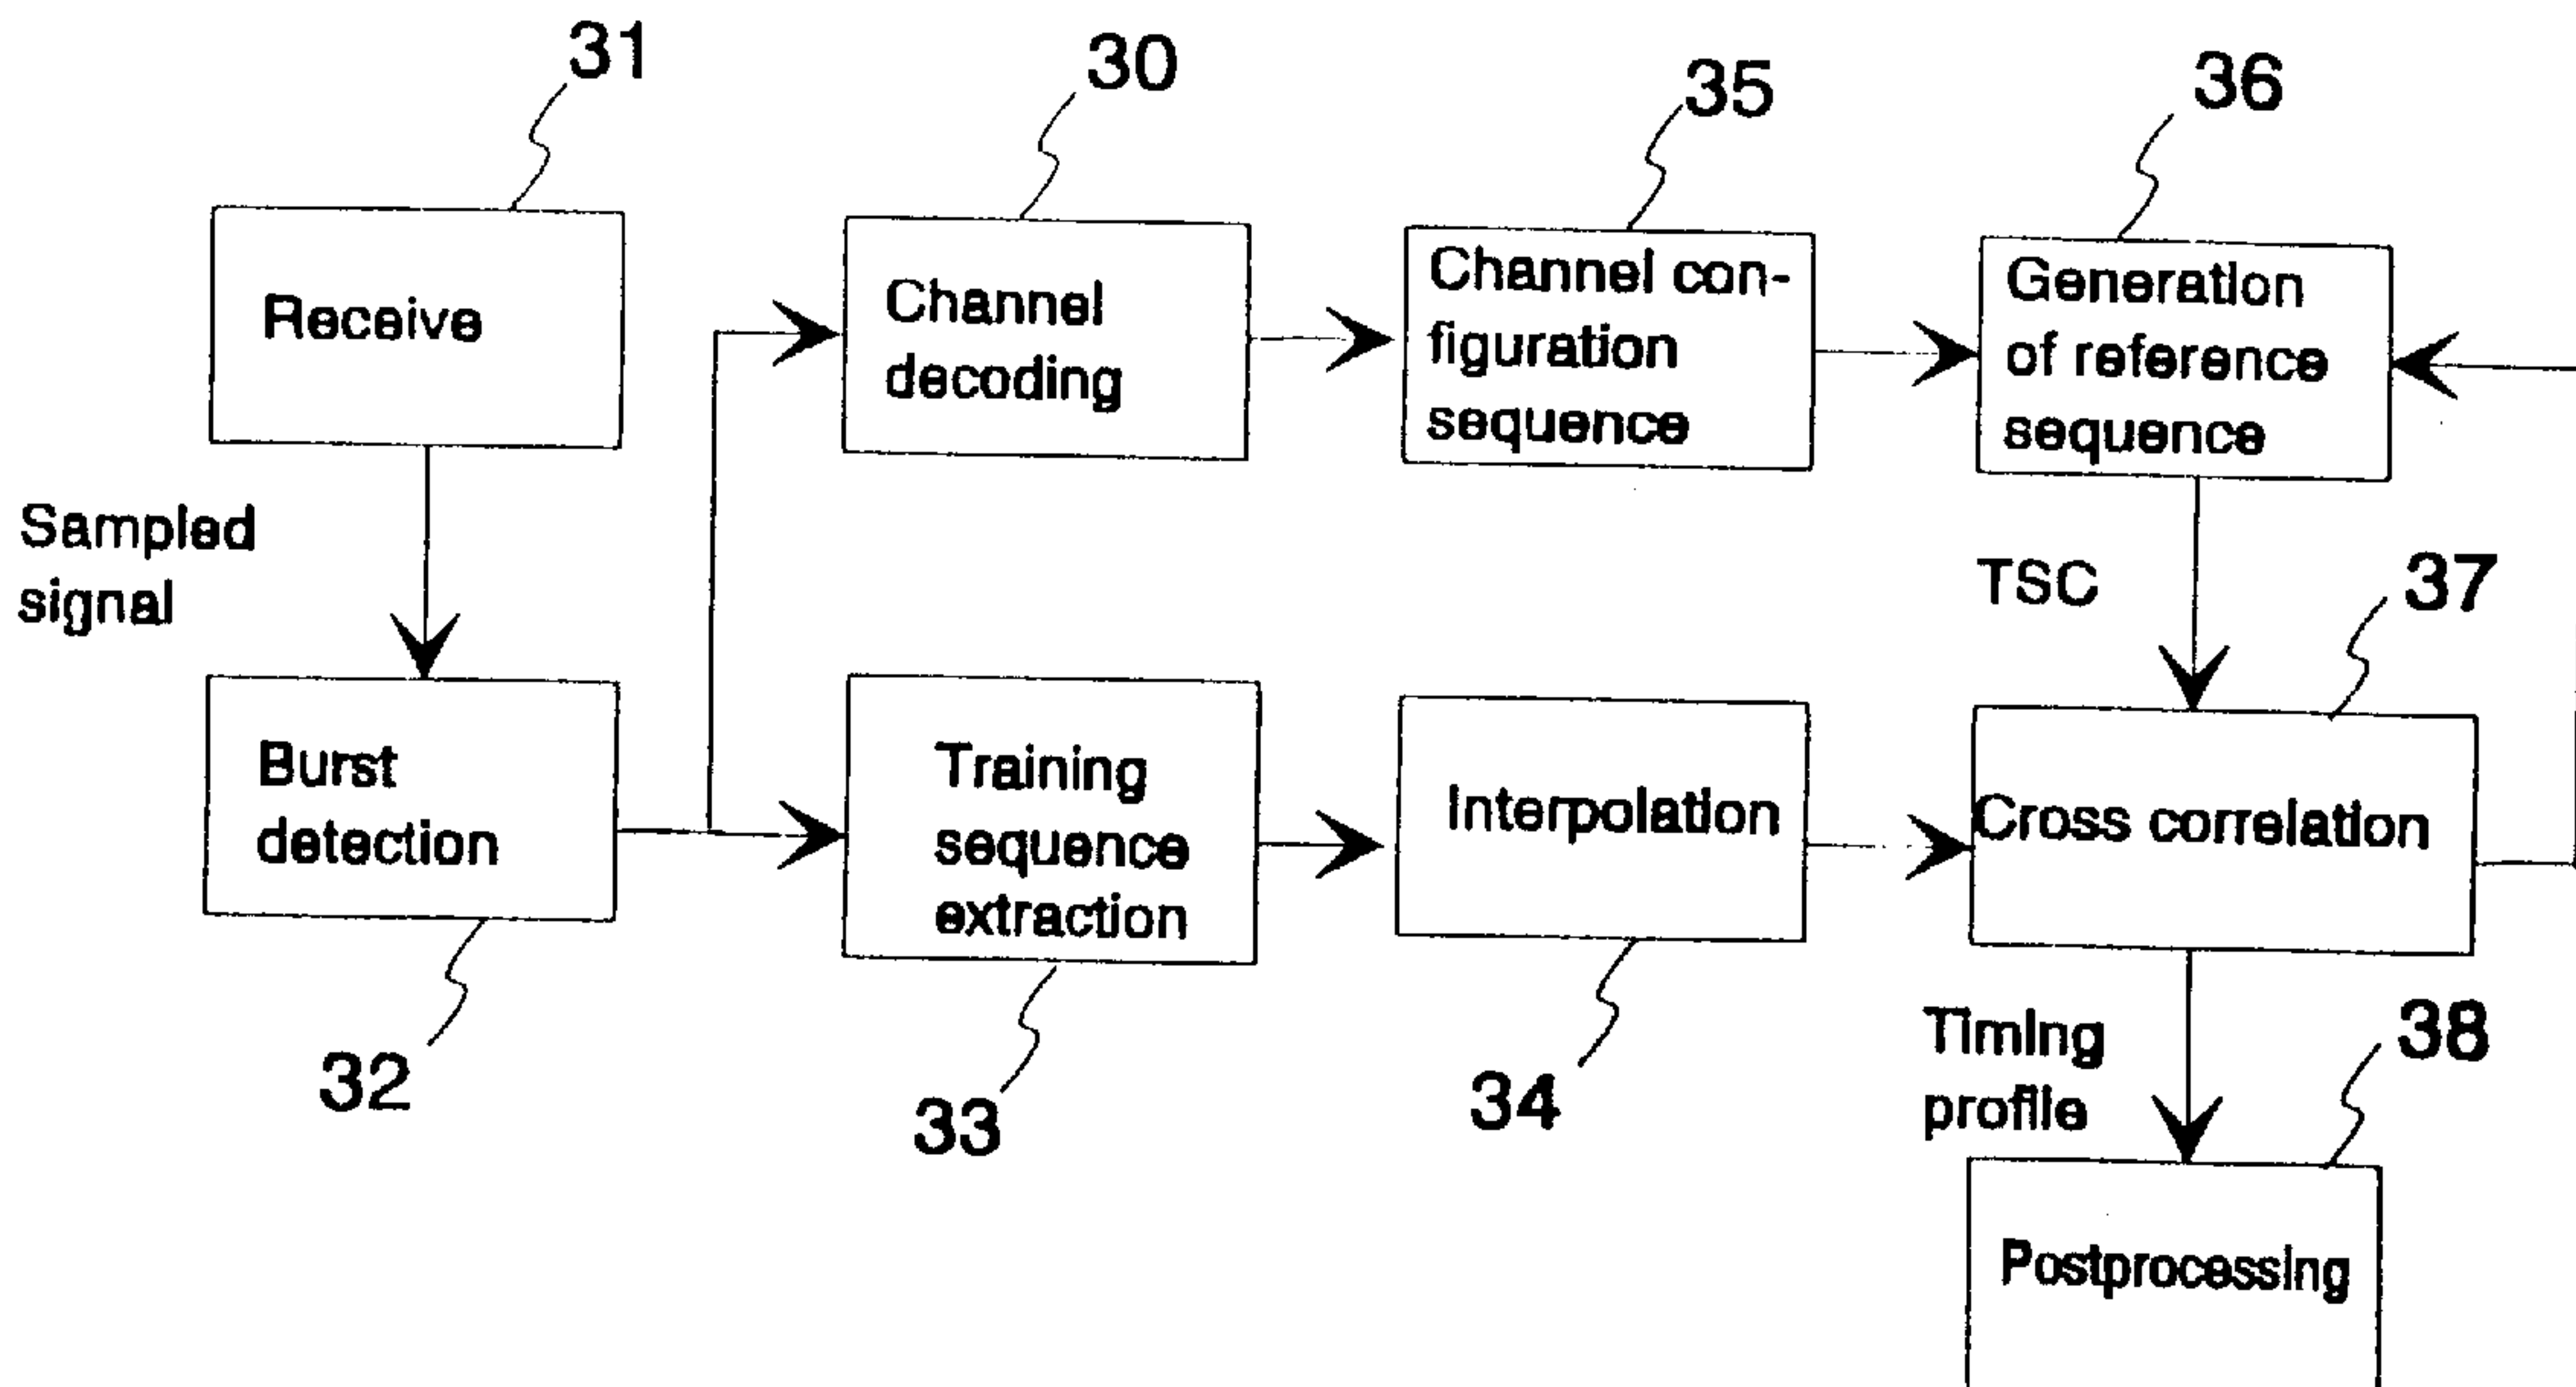 31
30
35
36
Receive
Channel
decoding
Channel con-
figuration
sequence
Generation
of reference
sequence
Sampled
signal
TSC
37
Burst
detection
Training
sequence
extraction
Interpolation
Cross correlation
32
33
34
Timing
profile
38
Postprocessing